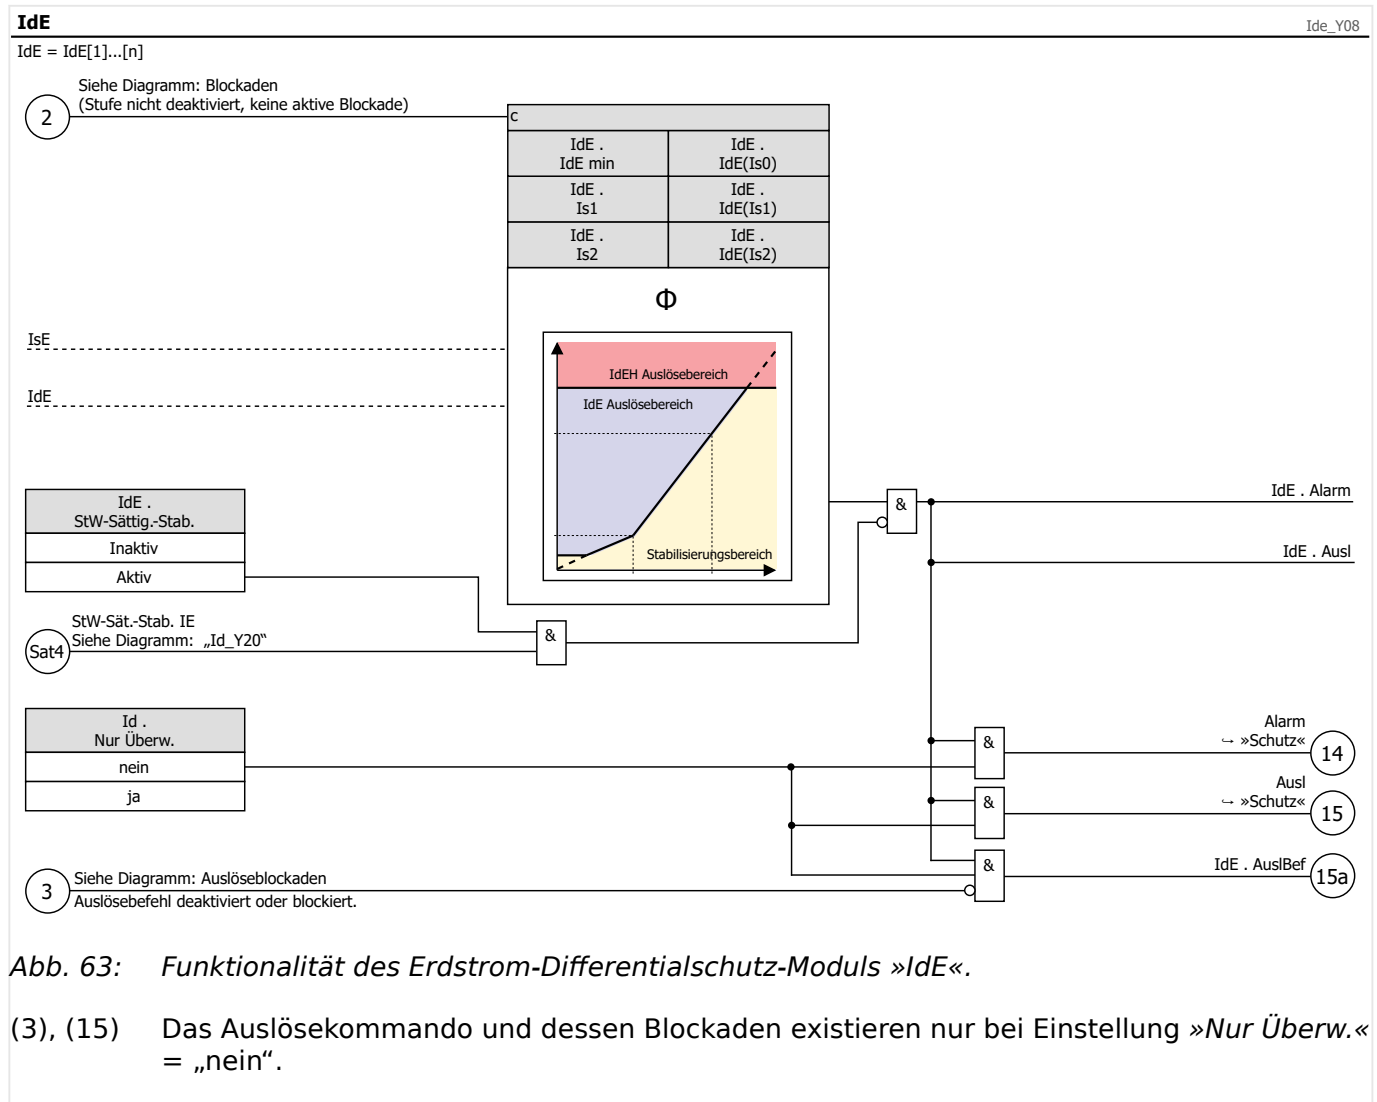 IdE
Ide_Y08
IdE = IdE[1]...[n]
Siehe Diagramm: Blockaden
(Stufe nicht deaktiviert, keine aktive Blockade)
2
c
IdE .
IdE min
IdE .
IdE(Is0)
IdE .
Is1
IdE .
IdE(Is1)
IdE .
Is2
IdE .
IdE(Is2)
Φ
IsE
IdE
IdEH Auslösebereich
IdE Auslösebereich
Stabilisierungsbereich
IdE .
StW-Sättig.-Stab.
Inaktiv
Aktiv
&
IdE . Alarm
IdE . Ausl
StW-Sät.-Stab. IE
Siehe Diagramm: „Id_Y20“
Sat4
&
Id .
Nur Überw.
nein
ja
&
Alarm
↪ »Schutz«
14
&
Ausl
↪ »Schutz«
15
&
IdE . AuslBef
15a
3
Siehe Diagramm: Auslöseblockaden
Auslösebefehl deaktiviert oder blockiert.
Abb. 63: Funktionalität des Erdstrom-Differentialschutz-Moduls »IdE«.
(3), (15) Das Auslösekommando und dessen Blockaden existieren nur bei Einstellung »Nur Überw.«
= „nein“.